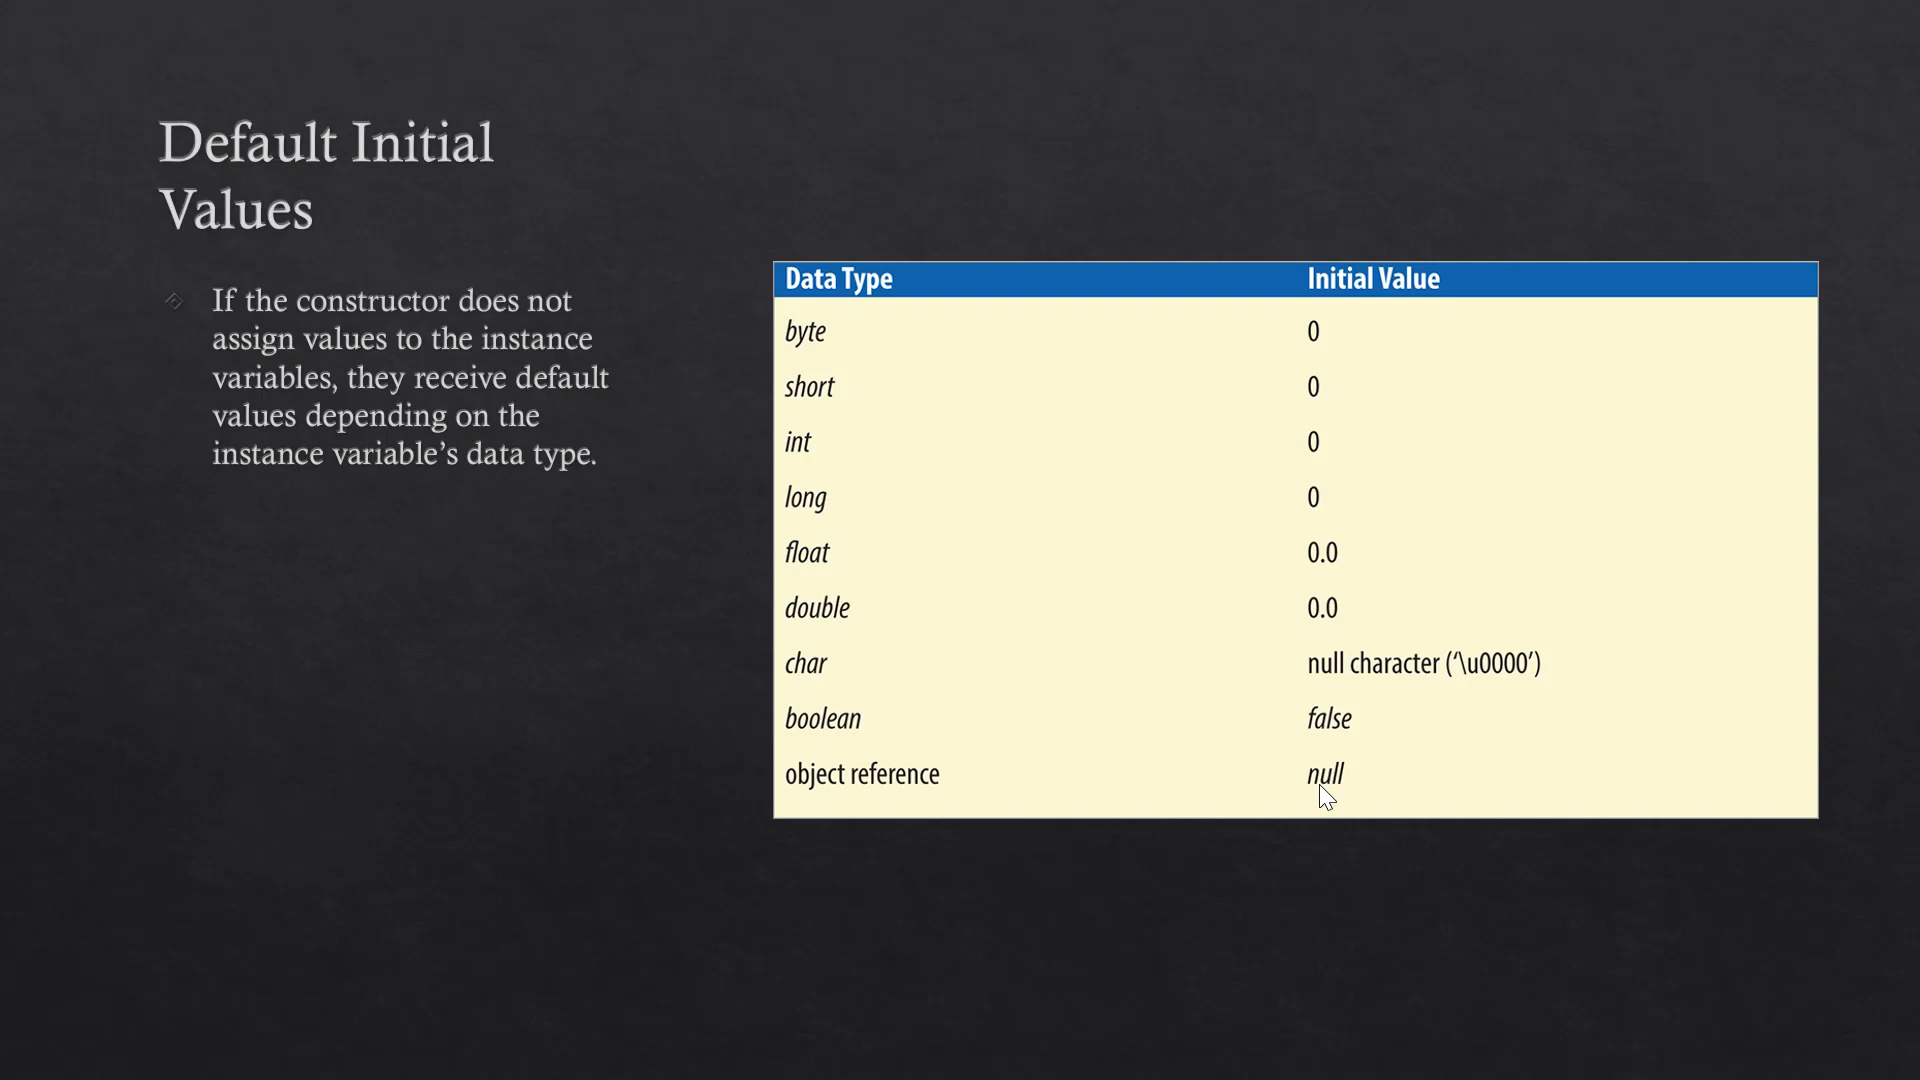 Default Initial
Values
If the constructor does not
assign values to the instance
variables, they receive default
values depending on the
instance variable’s data type.
Data Type Initial Value
byte 0
short 0
int 0
long 0
float 0.0
double 0.0
char null character (‘\u0000’)
boolean false
object reference null